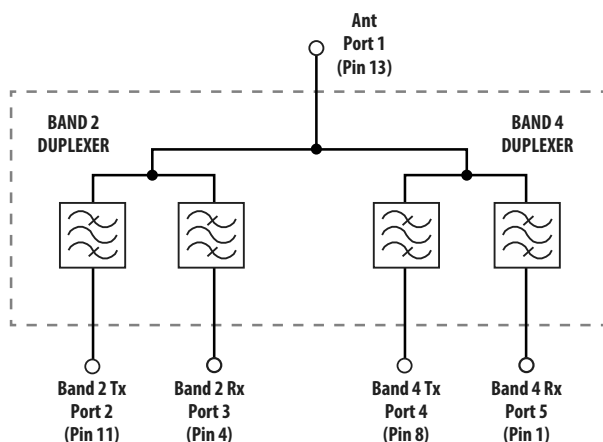 Ant
Port 1
(Pin 13)
BAND 2
DUPLEXER
BAND 4
DUPLEXER
Band 2 Tx
Port 2
(Pin 11)
Band 2 Rx
Port 3
(Pin 4)
Band 4 Tx
Port 4
(Pin 8)
Band 4 Rx
Port 5
(Pin 1)